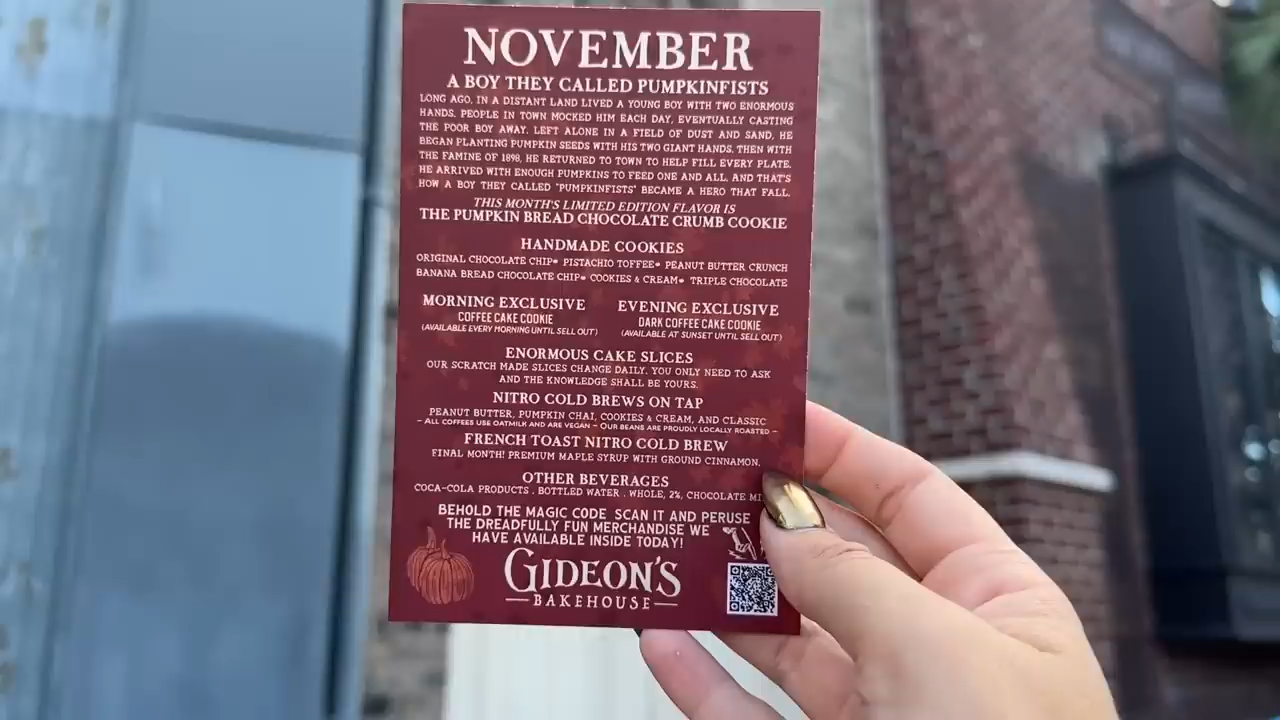 NOVEMBER
A BOY THEY CALLED PUMPKINFISTS
LONG AGO, IN A DISTANT LAND LIVED A YOUNG BOY WITH TWO ENORMOUS
HANDS. PEOPLE IN TOWN MOCKED HIM EACH DAY, EVENTUALLY CASTING
THE POOR BOY AWAY. LEFT ALONE IN A FIELD OF DUST AND SAND, HE
BEGAN PLANTING PUMPKIN SEEDS WITH HIS TWO GIANT HANDS. THEN WITH
THE FAMINE OF 1898, HE RETURNED TO TOWN TO HELP FILL EVERY PLATE.
HE ARRIVED WITH ENOUGH PUMPKINS TO FEED ONE AND ALL, AND THAT'S
HOW A BOY THEY CALLED "PUMPKINFISTS" BECAME A HERO THAT FALL.
THIS MONTH'S LIMITED EDITION FLAVOR IS
THE PUMPKIN BREAD CHOCOLATE CRUMB COOKIE
HANDMADE COOKIES
ORIGINAL CHOCOLATE CHIP• PISTACHIO TOFFEE• PEANUT BUTTER CRUNCH
BANANA BREAD CHOCOLATE CHIP• COOKIES & CREAM• TRIPLE CHOCOLATE
MORNING EXCLUSIVE
COFFEE CAKE COOKIE
(AVAILABLE EVERY MORNING UNTIL SELL OUT)
EVENING EXCLUSIVE
DARK COFFEE CAKE COOKIE
(AVAILABLE AT SUNSET UNTIL SELL OUT)
ENORMOUS CAKE SLICES
OUR SCRATCH MADE SLICES CHANGE DAILY. YOU ONLY NEED TO ASK
AND THE KNOWLEDGE SHALL BE YOURS.
NITRO COLD BREWS ON TAP
PEANUT BUTTER, PUMPKIN CHAI, COOKIES & CREAM, AND CLASSIC
~ ALL COFFEES USE OATMILK AND ARE VEGAN ~ OUR BEANS ARE PROUDLY LOCALLY ROASTED ~
FRENCH TOAST NITRO COLD BREW
FINAL MONTH! PREMIUM MAPLE SYRUP WITH GROUND CINNAMON.
OTHER BEVERAGES
COCA-COLA PRODUCTS . BOTTLED WATER . WHOLE, 2%, CHOCOLATE MI
BEHOLD THE MAGIC CODE SCAN IT AND PERUSE
THE DREADFULLY FUN MERCHANDISE WE
HAVE AVAILABLE INSIDE TODAY!
GIDEON'S
BAKEHOUSE